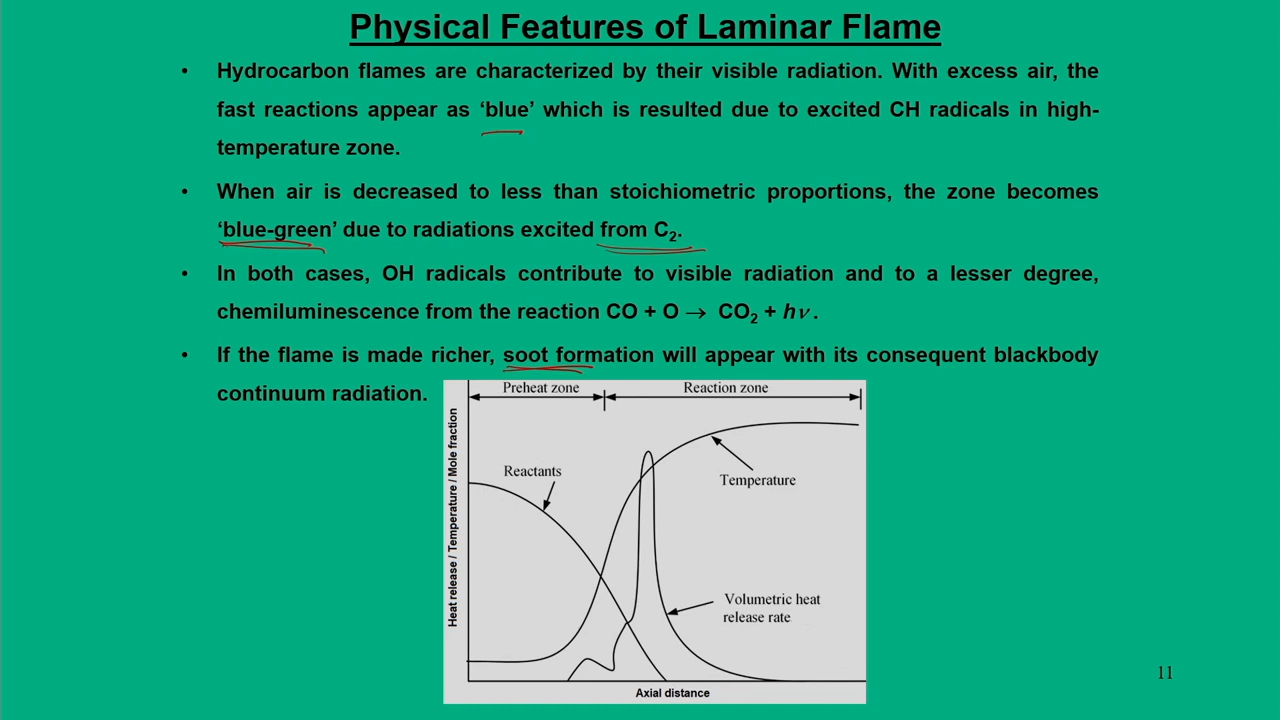 Physical Features of Laminar Flame
• Hydrocarbon flames are characterized by their visible radiation. With excess air, the
fast reactions appear as ‘blue’ which is resulted due to excited CH radicals in high-
temperature zone.
• When air is decreased to less than stoichiometric proportions, the zone becomes
‘blue-green’ due to radiations excited from C₂.
• In both cases, OH radicals contribute to visible radiation and to a lesser degree,
chemiluminescence from the reaction CO + O → CO₂ + hν.
• If the flame is made richer, soot formation will appear with its consequent blackbody
continuum radiation.
Preheat zone
Reaction zone
Heat release / Temperature / Mole fraction
Reactants
Temperature
Volumetric heat
release rate
Axial distance
11